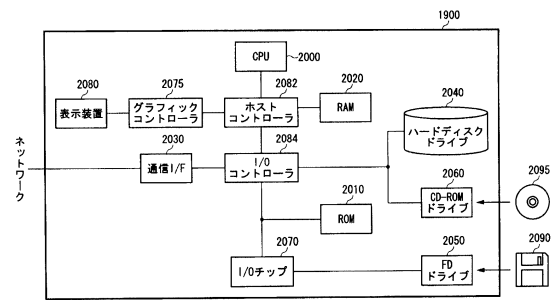 1900
CPU
2000
2080
2075
2082
2020
2040
表示装置
グラフィック
コントローラ
ホスト
コントローラ
RAM
ハードディスク
ドライブ
ネットワーク
2030
2084
通信I/F
I/O
コントローラ
2060
2095
CD-ROM
ドライブ
2010
ROM
2070
2050
2090
I/Oチップ
FD
ドライブ